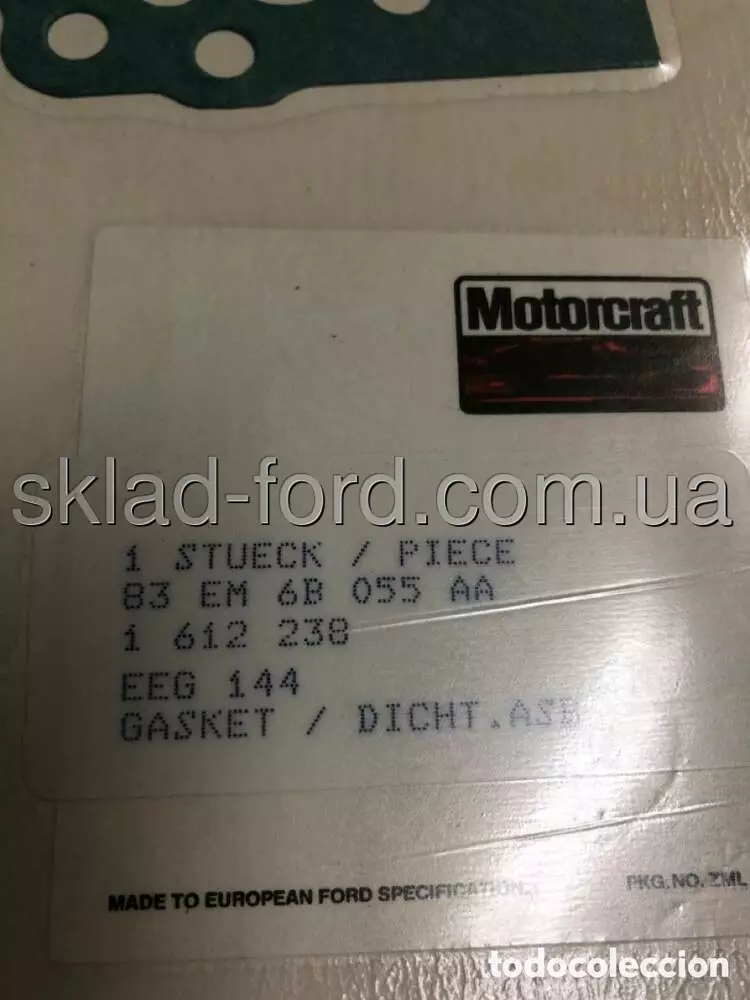 Motorcraft
sklad-ford.com.ua
1 STUECK / PIECE
83 EM 6B 055 AA
1 612 238
EEG 144
GASKET / DICHT.ASB
MADE TO EUROPEAN FORD SPECIFICATION
PKG.NO. ZML
todocoleccion